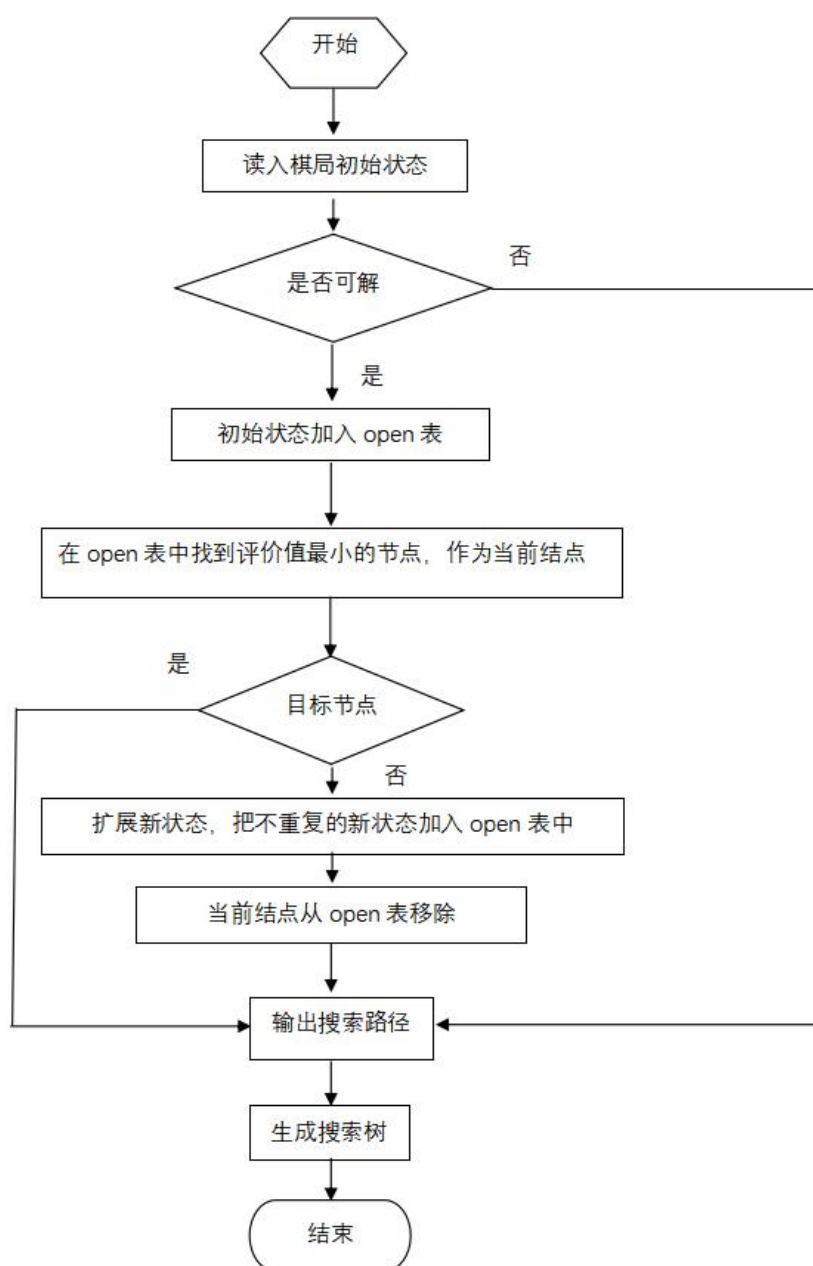 开始
读入棋局初始状态
是否可解
否
是
初始状态加入 open 表
在 open 表中找到评价值最小的节点，作为当前结点
是
目标节点
否
扩展新状态，把不重复的新状态加入 open 表中
当前结点从 open 表移除
输出搜索路径
生成搜索树
结束